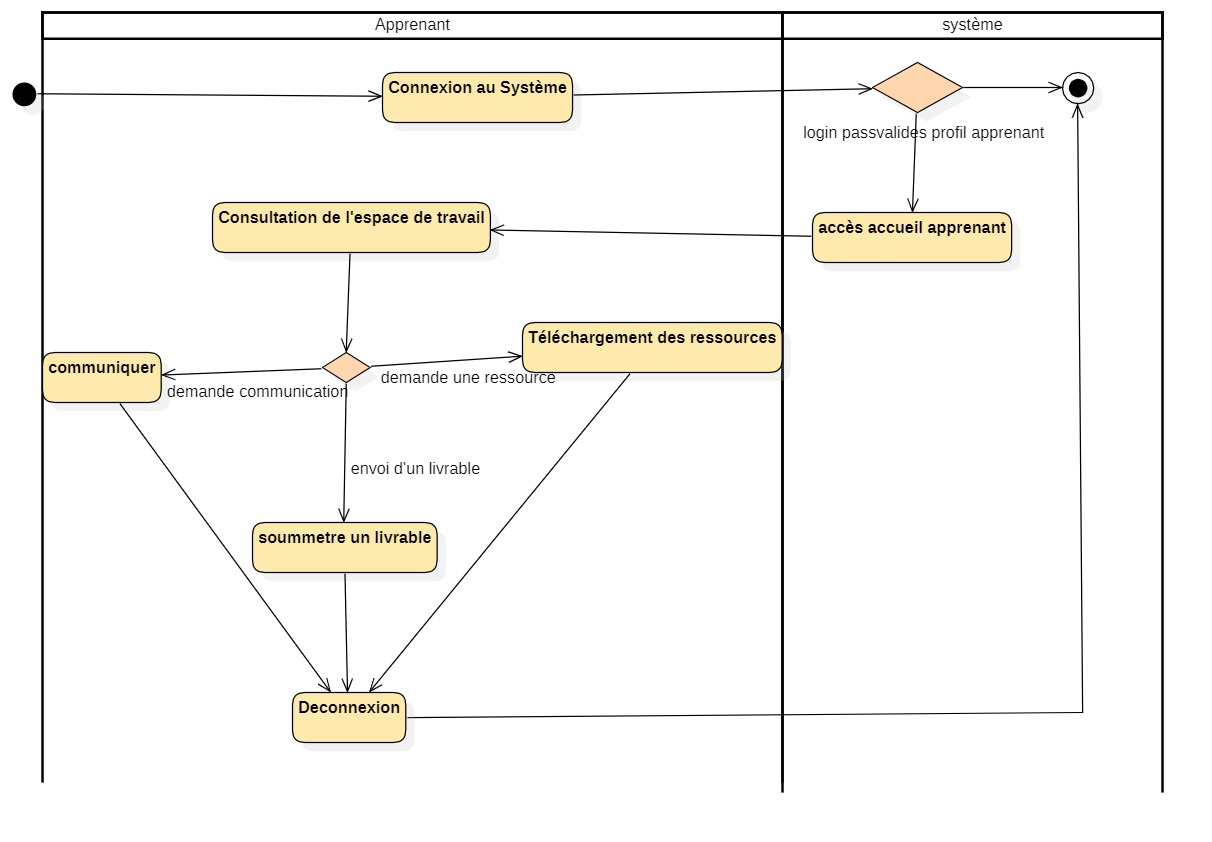 Apprenant
système
Connexion au Système
login passvalides profil apprenant
Consultation de l'espace de travail
accès accueil apprenant
Téléchargement des ressources
communiquer
demande une ressource
demande communication
envoi d'un livrable
soummetre un livrable
Deconnexion